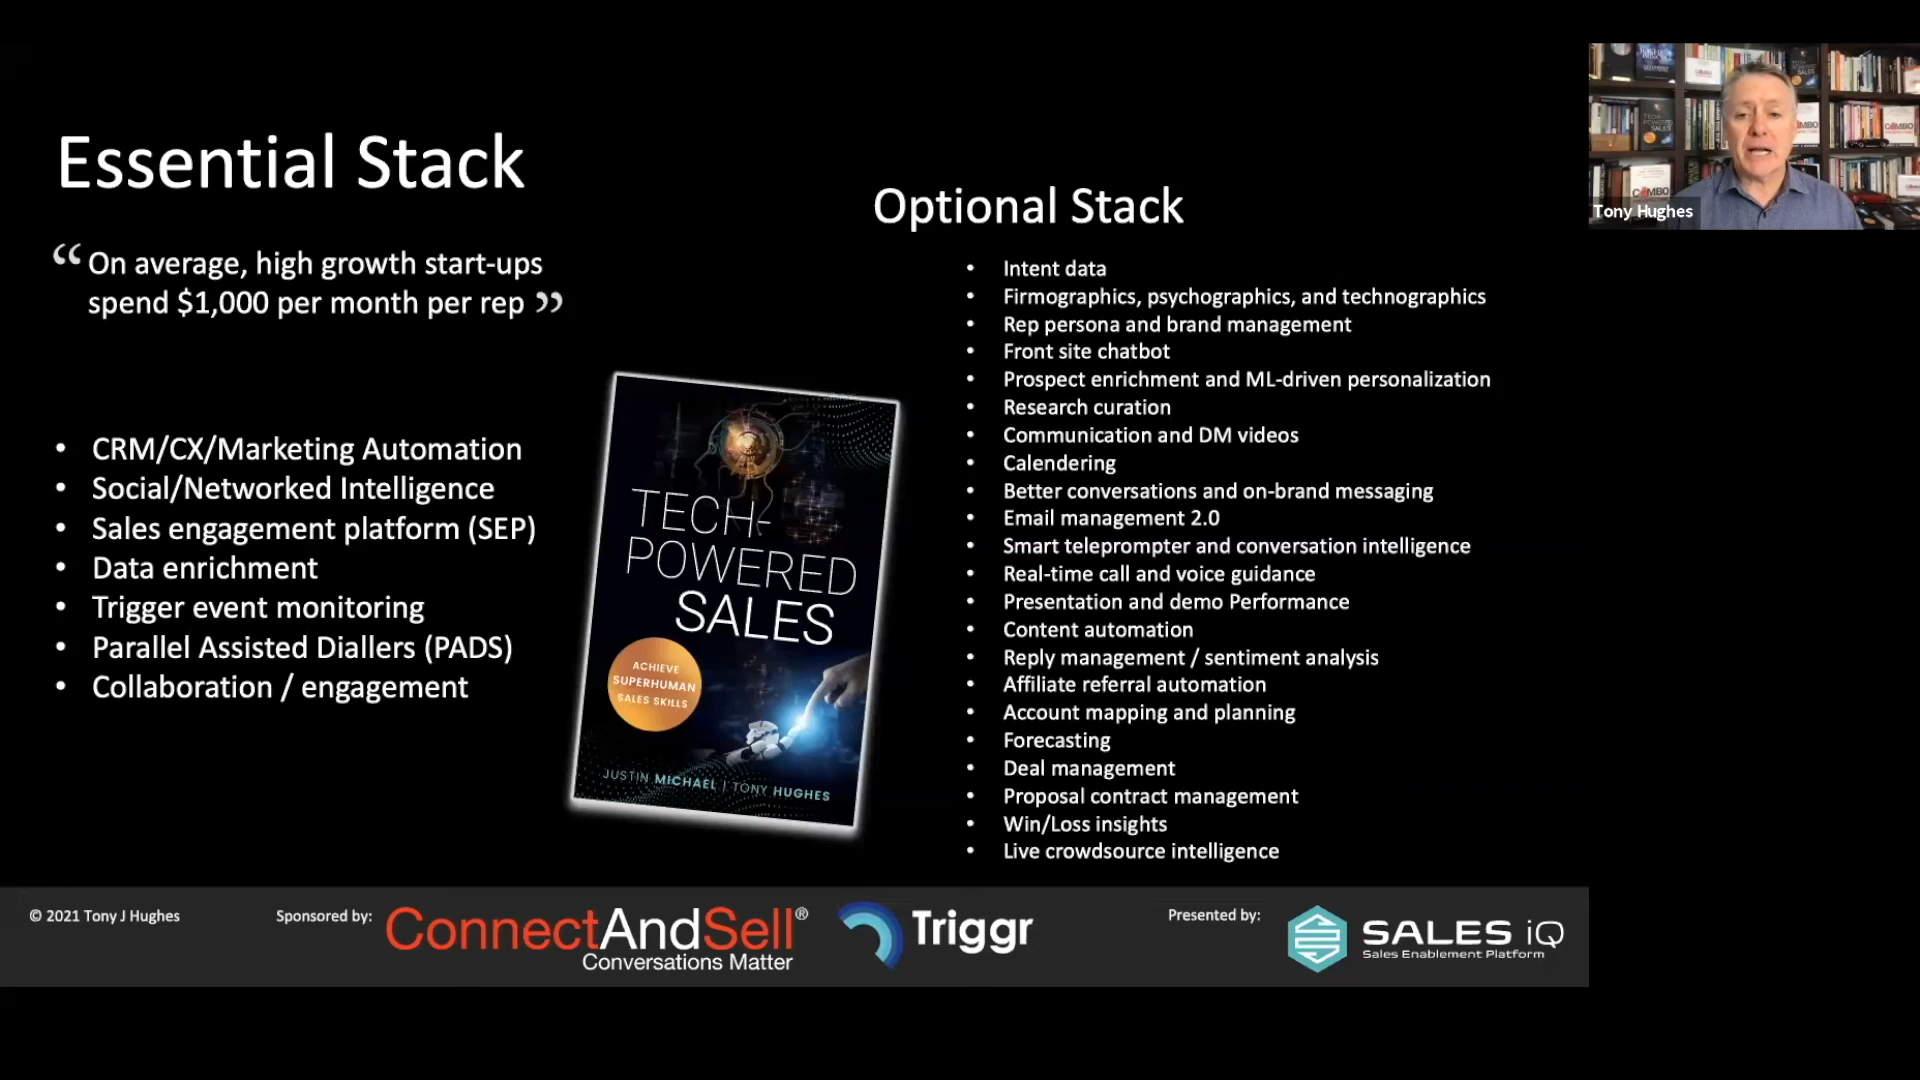 Essential Stack
“ On average, high growth start-ups
spend $1,000 per month per rep ”
• CRM/CX/Marketing Automation
• Social/Networked Intelligence
• Sales engagement platform (SEP)
• Data enrichment
• Trigger event monitoring
• Parallel Assisted Diallers (PADS)
• Collaboration / engagement
TECH-
POWERED
SALES
ACHIEVE
SUPERHUMAN
SALES SKILLS
JUSTIN MICHAEL | TONY HUGHES
Optional Stack
• Intent data
• Firmographics, psychographics, and technographics
• Rep persona and brand management
• Front site chatbot
• Prospect enrichment and ML-driven personalization
• Research curation
• Communication and DM videos
• Calendering
• Better conversations and on-brand messaging
• Email management 2.0
• Smart teleprompter and conversation intelligence
• Real-time call and voice guidance
• Presentation and demo Performance
• Content automation
• Reply management / sentiment analysis
• Affiliate referral automation
• Account mapping and planning
• Forecasting
• Deal management
• Proposal contract management
• Win/Loss insights
• Live crowdsource intelligence
Tony Hughes
© 2021 Tony J Hughes
Sponsored by:
ConnectAndSell®
Conversations Matter
Triggr
Presented by:
SALES iQ
Sales Enablement Platform